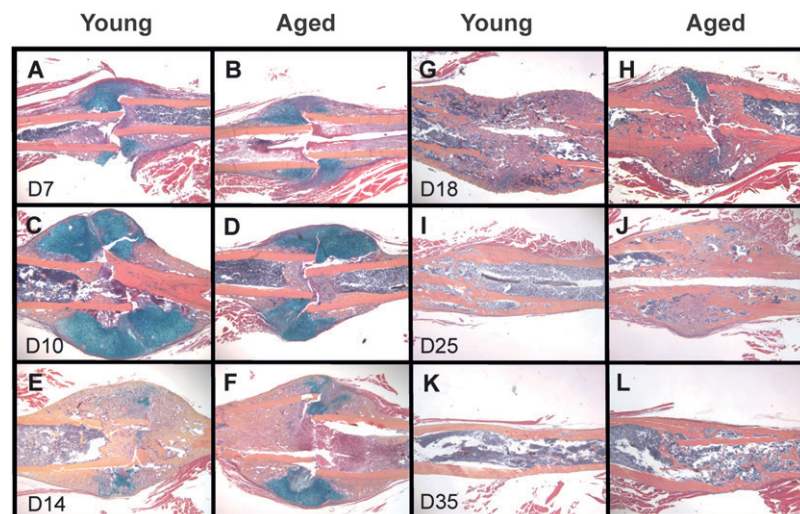 Young Aged Young Aged
A B G H
D7 D18
C D I J
D10 D25
E F K L
D14 D35